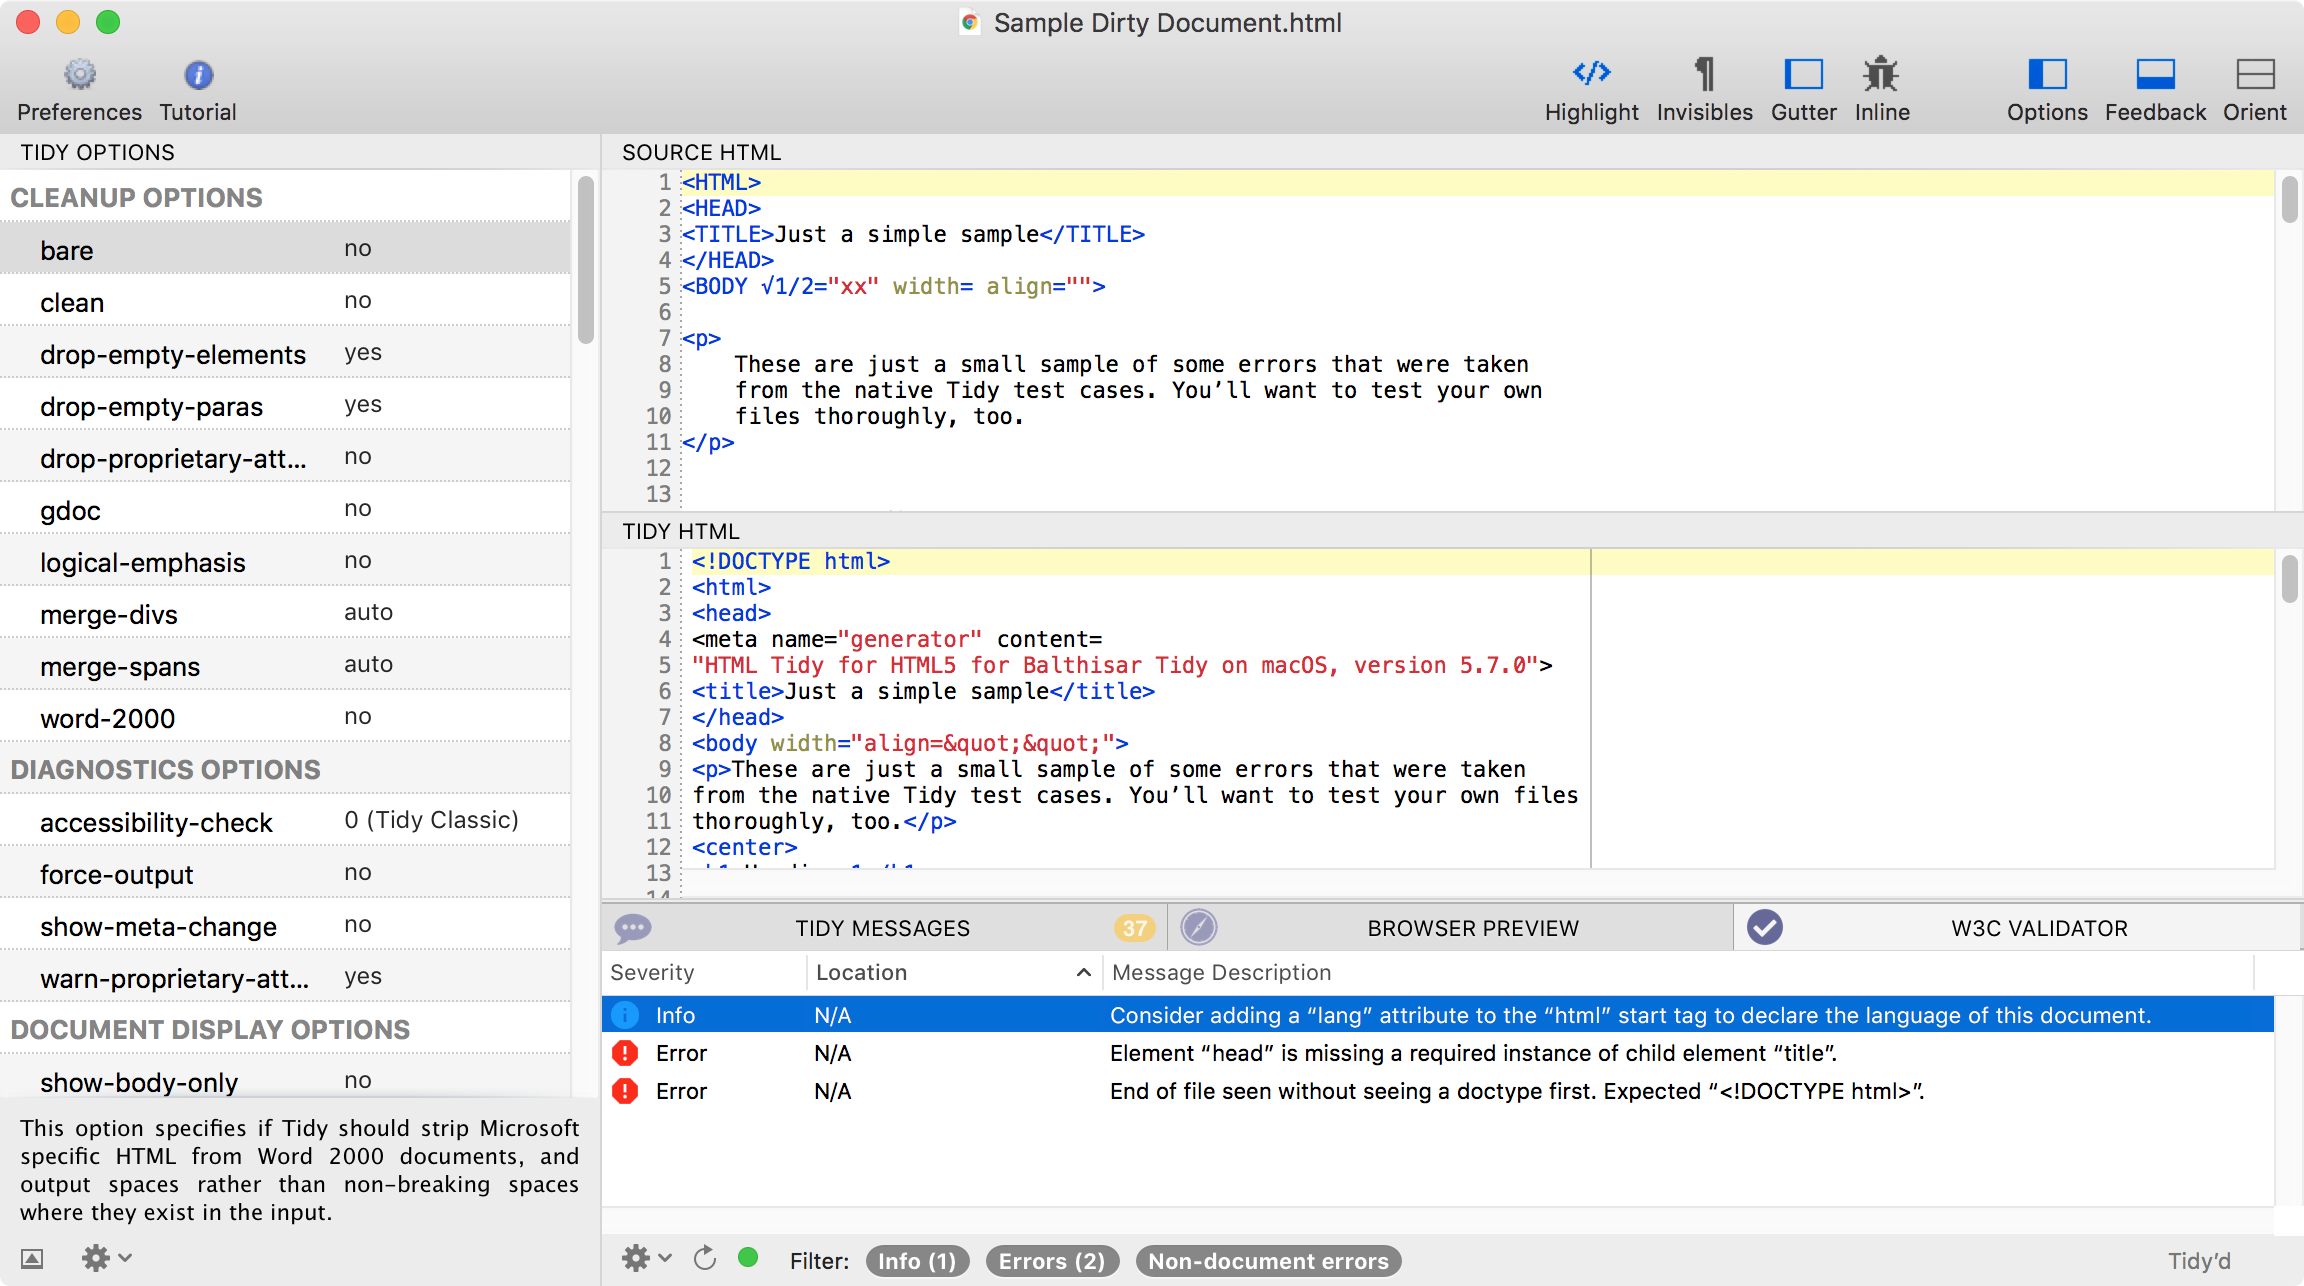 Sample Dirty Document.html
Preferences
Tutorial
Highlight
Invisibles
Gutter
Inline
Options
Feedback
Orient
TIDY OPTIONS
CLEANUP OPTIONS
bare no
clean no
drop-empty-elements yes
drop-empty-paras yes
drop-proprietary-att... no
gdoc no
logical-emphasis no
merge-divs auto
merge-spans auto
word-2000 no
DIAGNOSTICS OPTIONS
accessibility-check 0 (Tidy Classic)
force-output no
show-meta-change no
warn-proprietary-att... yes
DOCUMENT DISPLAY OPTIONS
show-body-only no
This option specifies if Tidy should strip Microsoft
specific HTML from Word 2000 documents, and
output spaces rather than non-breaking spaces
where they exist in the input.
SOURCE HTML
1 <HTML>
2 <HEAD>
3 <TITLE>Just a simple sample</TITLE>
4 </HEAD>
5 <BODY √1/2="xx" width= align="">
6
7 <p>
8 These are just a small sample of some errors that were taken
9 from the native Tidy test cases. You’ll want to test your own
10 files thoroughly, too.
11 </p>
12
13
TIDY HTML
1 <!DOCTYPE html>
2 <html>
3 <head>
4 <meta name="generator" content=
5 "HTML Tidy for HTML5 for Balthisar Tidy on macOS, version 5.7.0">
6 <title>Just a simple sample</title>
7 </head>
8 <body width="align=&quot;&quot;">
9 <p>These are just a small sample of some errors that were taken
10 from the native Tidy test cases. You’ll want to test your own files
11 thoroughly, too.</p>
12 <center>
13
14
TIDY MESSAGES 37
BROWSER PREVIEW
W3C VALIDATOR
Severity Location Message Description
Info N/A Consider adding a “lang” attribute to the “html” start tag to declare the language of this document.
Error N/A Element “head” is missing a required instance of child element “title”.
Error N/A End of file seen without seeing a doctype first. Expected “<!DOCTYPE html>”.
Filter: Info (1) Errors (2) Non-document errors
Tidy’d